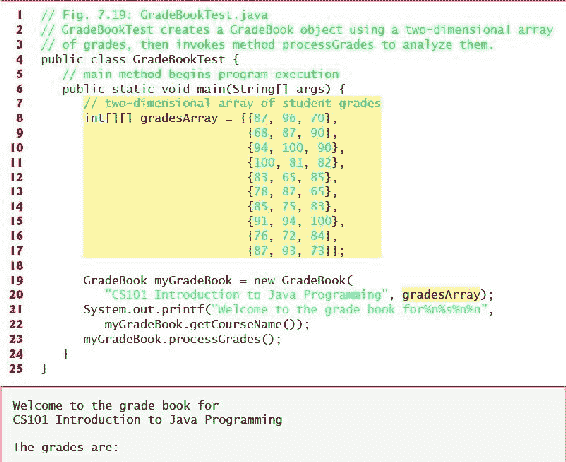 1 // Fig. 7.19: GradeBookTest.java
2 // GradeBookTest creates a GradeBook object using a two-dimensional array
3 // of grades, then invokes method processGrades to analyze them.
4 public class GradeBookTest {
5 // main method begins program execution
6 public static void main(String[] args) {
7 // two-dimensional array of student grades
8 int[][] gradesArray = {{87, 96, 70},
9 {68, 87, 90},
10 {94, 100, 90},
11 {100, 81, 82},
12 {83, 65, 85},
13 {78, 87, 65},
14 {85, 75, 83},
15 {91, 94, 100},
16 {76, 72, 84},
17 {87, 93, 73}};
18
19 GradeBook myGradeBook = new GradeBook(
20 "CS101 Introduction to Java Programming", gradesArray);
21 System.out.printf("Welcome to the grade book for%n%s%n%n",
22 myGradeBook.getCourseName());
23 myGradeBook.processGrades();
24 }
25 }
Welcome to the grade book for
CS101 Introduction to Java Programming
The grades are: